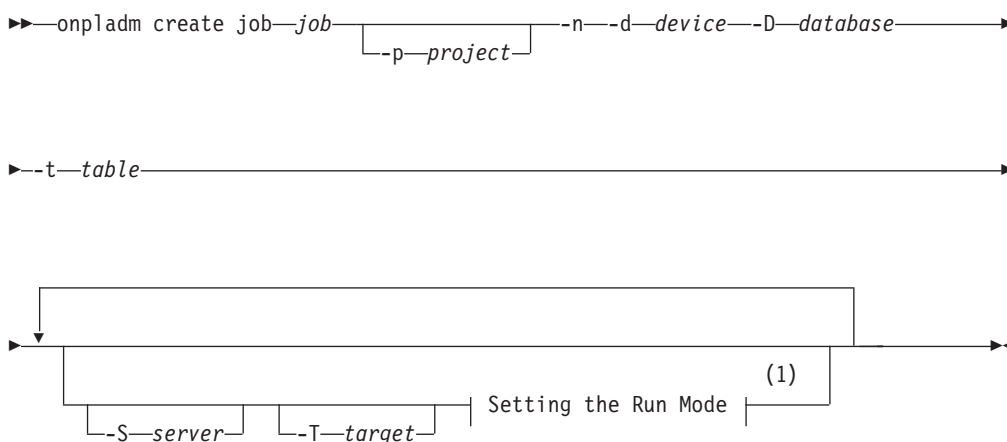 onpladm create job job -n -d device -D database
-p project
-t table
(1)
Setting the Run Mode
-S server -T target